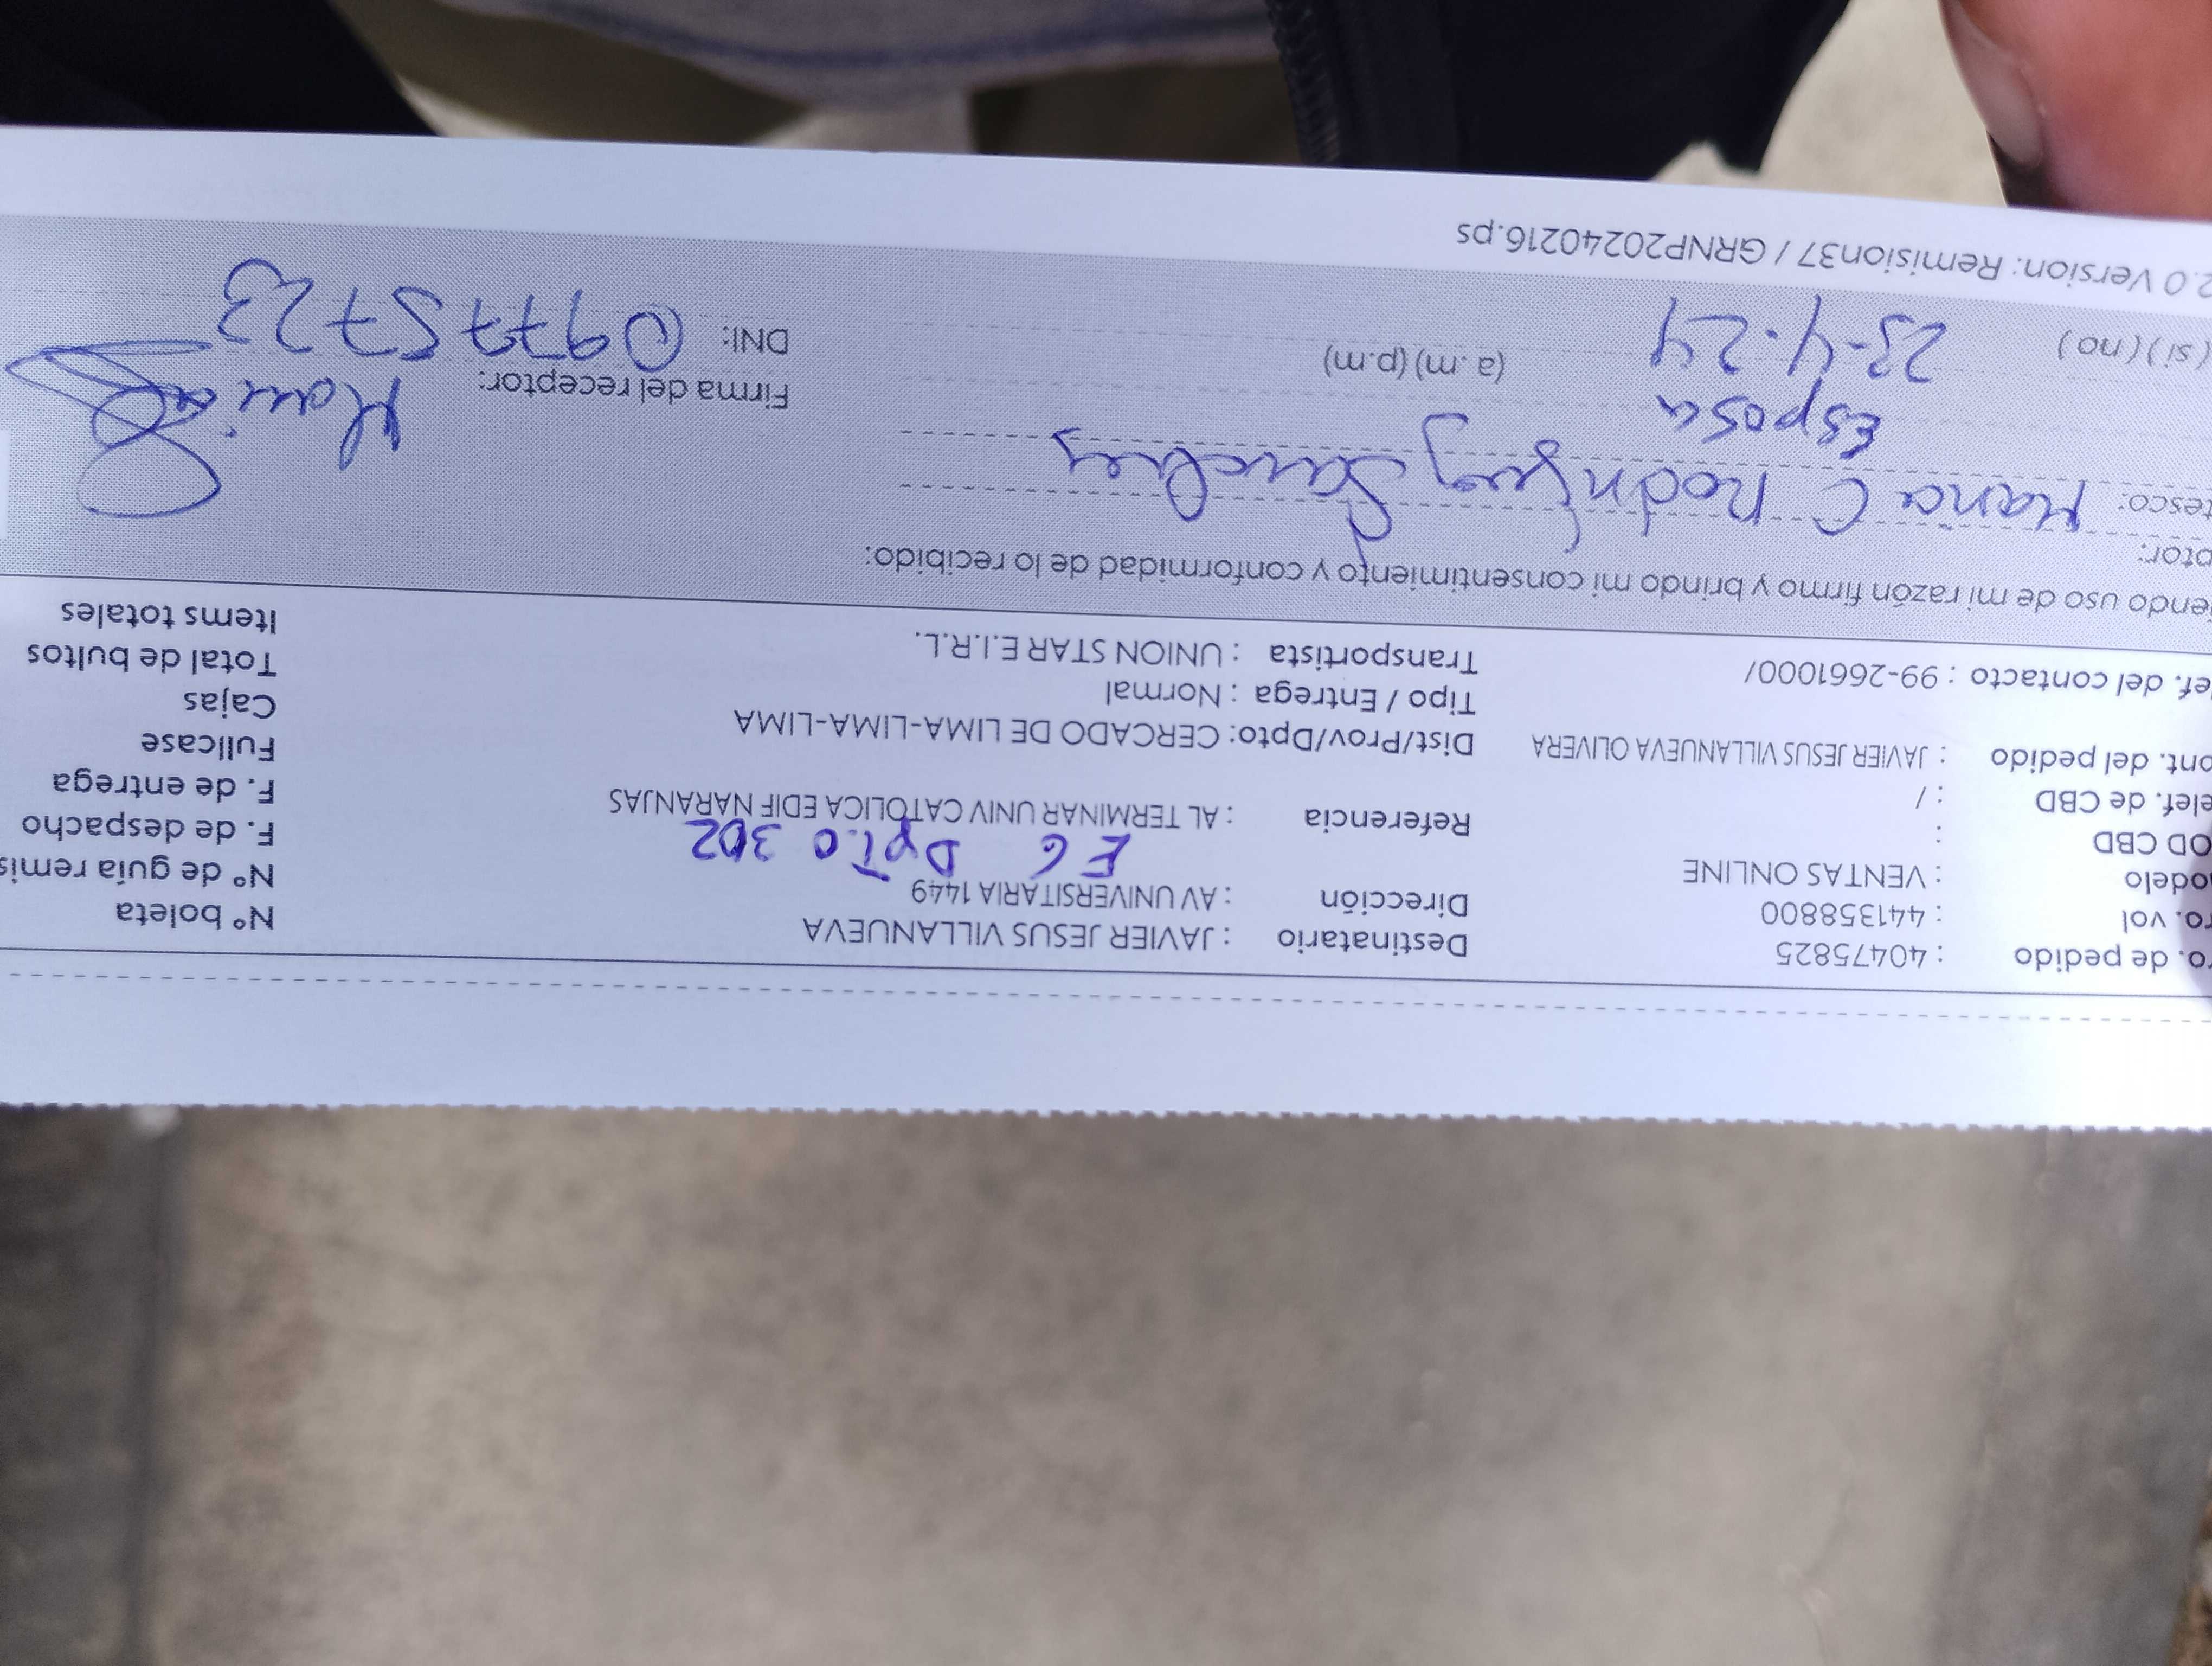 ro. de pedido : 40475825 Destinatario : JAVIER JESUS VILLANUEVA N° boleta
ro. vol : 441358800 Dirección : AV UNIVERSITARIA 1449 N° de guía remis
odelo : VENTAS ONLINE E6 Dpto 302 F. de despacho
OD CBD : Referencia : AL TERMINAR UNIV CATOLICA EDIF NARANJAS F. de entrega
elef. de CBD : / Fullcase
ont. del pedido : JAVIER JESUS VILLANUEVA OLIVERA Dist/Prov/Dpto: CERCADO DE LIMA-LIMA-LIMA Cajas
Tipo / Entrega : Normal Total de bultos
ef. del contacto : 99-2661000/ Transportista : UNION STAR E.I.R.L. Items totales
endo uso de mi razón firmo y brindo mi consentimiento y conformidad de lo recibido:
ptor:
tesco: Maria C Rodriguez Sanchez
Esposa Firma del receptor: Maria
( si ) ( no ) 23-4-24 (a.m) (p.m) DNI: 09775723
2.0 Version: Remision37 / GRNP20240216.ps